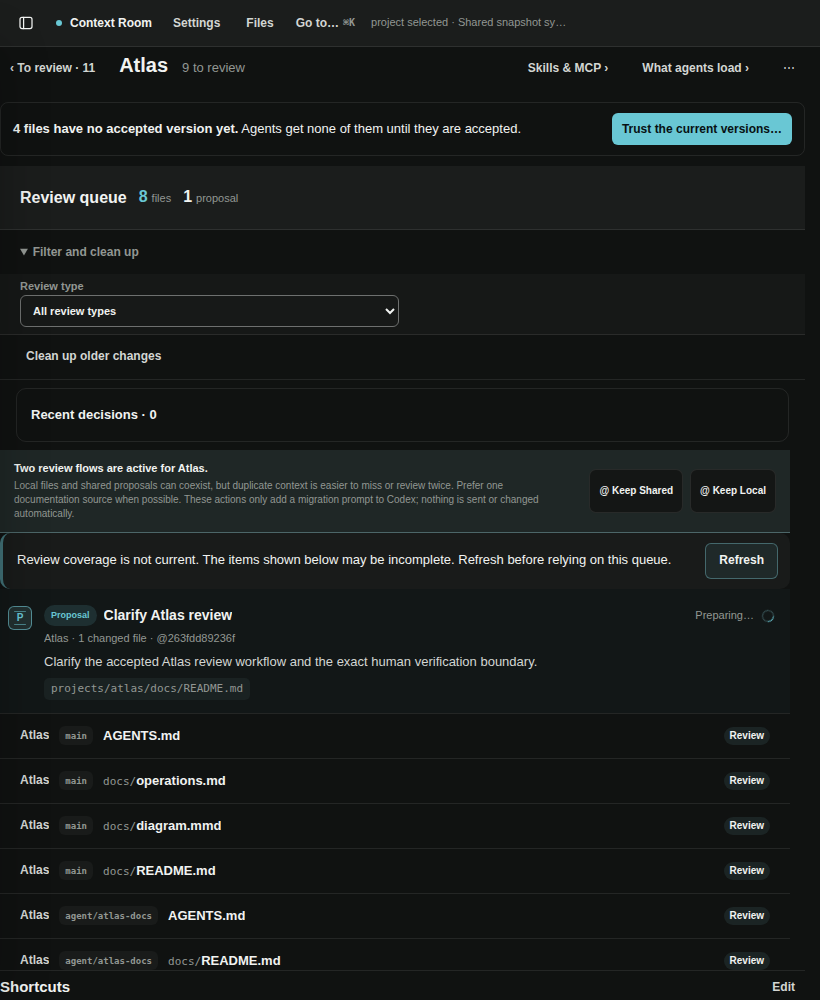 Context Room Settings Files Go to… ⌘K project selected · Shared snapshot sy…
‹ To review · 11 Atlas 9 to review Skills & MCP › What agents load › ···
4 files have no accepted version yet. Agents get none of them until they are accepted. Trust the current versions…
Review queue 8 files 1 proposal
▼ Filter and clean up
Review type
All review types
Clean up older changes
Recent decisions · 0
Two review flows are active for Atlas.
Local files and shared proposals can coexist, but duplicate context is easier to miss or review twice. Prefer one
documentation source when possible. These actions only add a migration prompt to Codex; nothing is sent or changed
automatically.
@ Keep Shared @ Keep Local
Review coverage is not current. The items shown below may be incomplete. Refresh before relying on this queue. Refresh
P Proposal Clarify Atlas review Preparing…
Atlas · 1 changed file · @263fdd89236f
Clarify the accepted Atlas review workflow and the exact human verification boundary.
projects/atlas/docs/README.md
Atlas main AGENTS.md Review
Atlas main docs/operations.md Review
Atlas main docs/diagram.mmd Review
Atlas main docs/README.md Review
Atlas agent/atlas-docs AGENTS.md Review
Atlas agent/atlas-docs docs/README.md Review
Shortcuts Edit